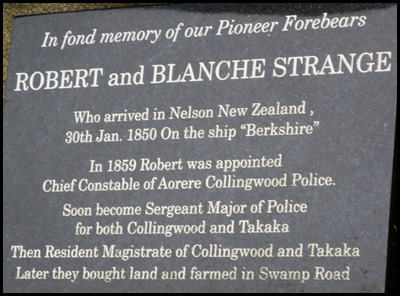 In fond memory of our Pioneer Forebears
ROBERT and BLANCHE STRANGE
Who arrived in Nelson New Zealand ,
30th Jan. 1850 On the ship "Berkshire"
In 1859 Robert was appointed
Chief Constable of Aorere Collingwood Police.
Soon become Sergeant Major of Police
for both Collingwood and Takaka
Then Resident Magistrate of Collingwood and Takaka
Later they bought land and farmed in Swamp Road